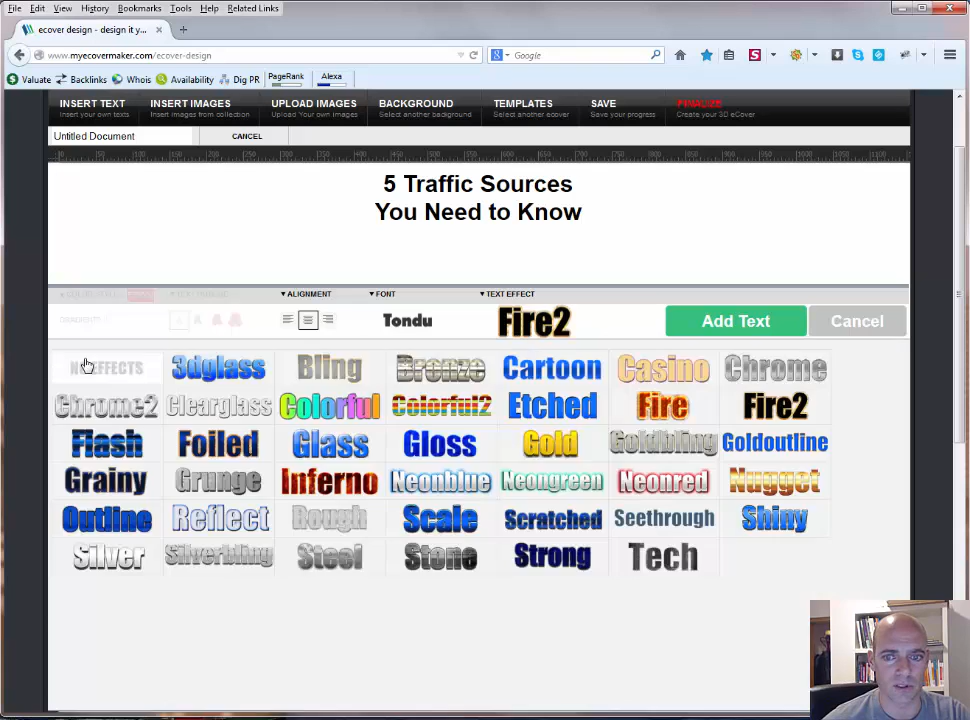 File Edit View History Bookmarks Tools Help Related Links
ecover design - design it y...
www.myecovermaker.com/ecover-design
Google
Valuate Backlinks Whois Availability Dig PR PageRank Alexa
INSERT TEXT INSERT IMAGES UPLOAD IMAGES BACKGROUND TEMPLATES SAVE FINALIZE
Insert your own texts Insert images from collection Upload Your own images Select another background Select another ecover Save your progress Create your 3D eCover
Untitled Document CANCEL
5 Traffic Sources
You Need to Know
ALIGNMENT FONT TEXT EFFECT
Tondu Fire2 Add Text Cancel
3dglass Bling Bronze Cartoon Casino Chrome
Chrome2 Clearglass Colorful Colorful2 Etched Fire Fire2
Flash Foiled Glass Gloss Gold Goldbling Goldoutline
Grainy Grunge Inferno Neonblue Neongreen Neonred Nugget
Outline Reflect Rough Scale Scratched Seethrough Shiny
Silver Silverbling Steel Stone Strong Tech